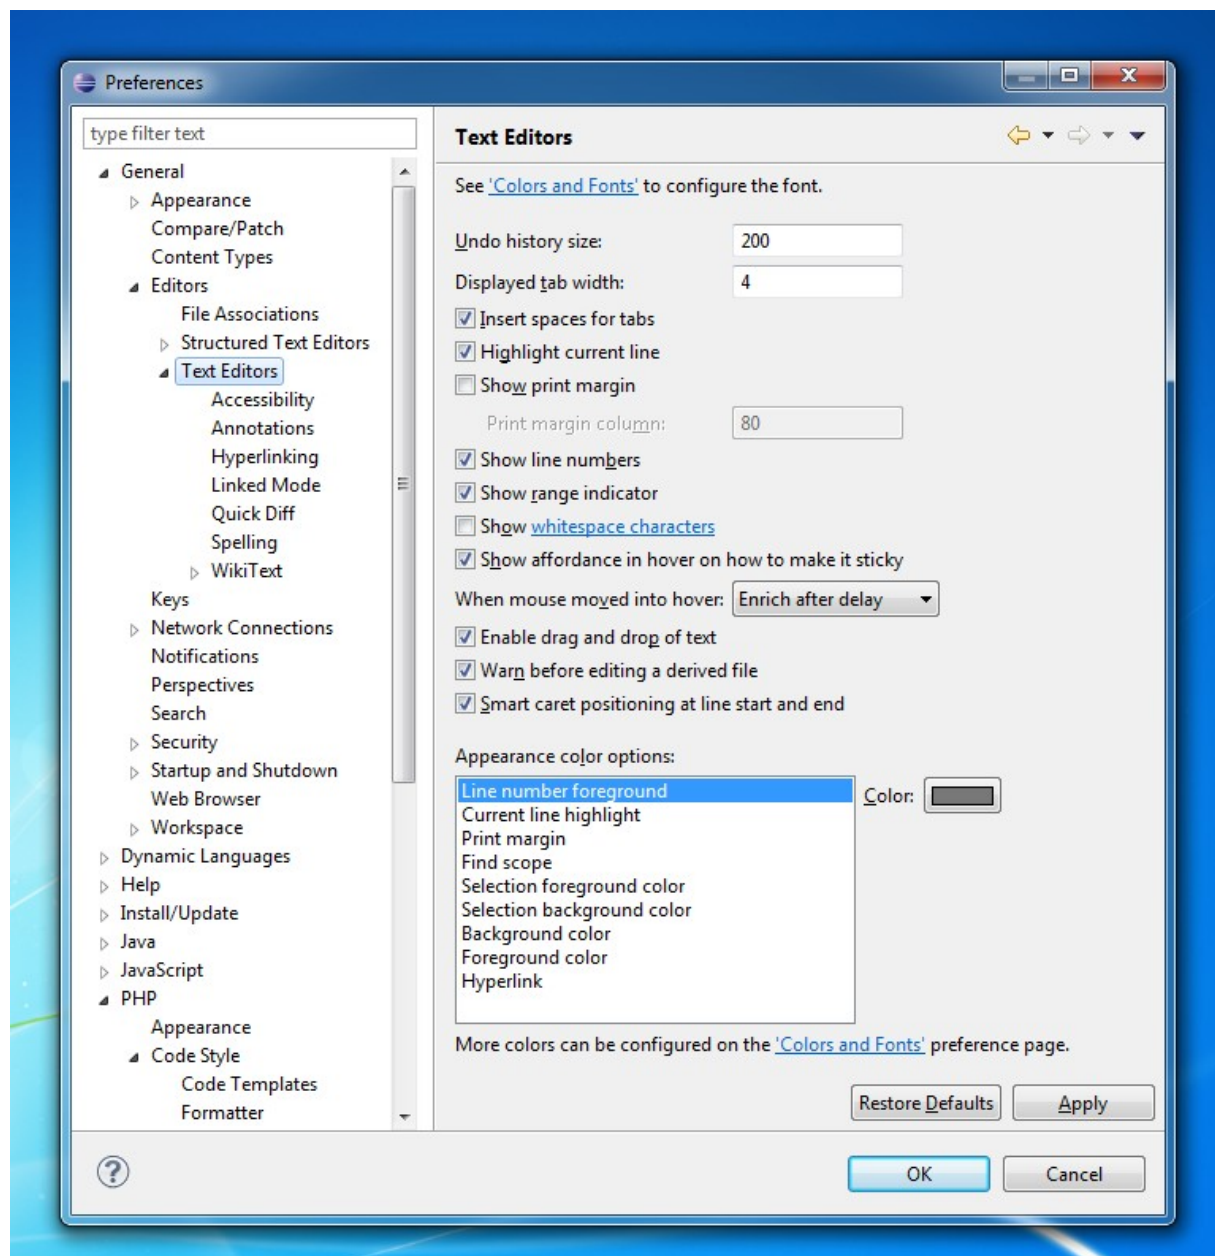 Preferences
type filter text
General
Appearance
Compare/Patch
Content Types
Editors
File Associations
Structured Text Editors
Text Editors
Accessibility
Annotations
Hyperlinking
Linked Mode
Quick Diff
Spelling
WikiText
Keys
Network Connections
Notifications
Perspectives
Search
Security
Startup and Shutdown
Web Browser
Workspace
Dynamic Languages
Help
Install/Update
Java
JavaScript
PHP
Appearance
Code Style
Code Templates
Formatter
Text Editors
See 'Colors and Fonts' to configure the font.
Undo history size: 200
Displayed tab width: 4
Insert spaces for tabs
Highlight current line
Show print margin
Print margin column: 80
Show line numbers
Show range indicator
Show whitespace characters
Show affordance in hover on how to make it sticky
When mouse moved into hover: Enrich after delay
Enable drag and drop of text
Warn before editing a derived file
Smart caret positioning at line start and end
Appearance color options:
Line number foreground
Current line highlight
Print margin
Find scope
Selection foreground color
Selection background color
Background color
Foreground color
Hyperlink
Color:
More colors can be configured on the 'Colors and Fonts' preference page.
Restore Defaults Apply
? OK Cancel